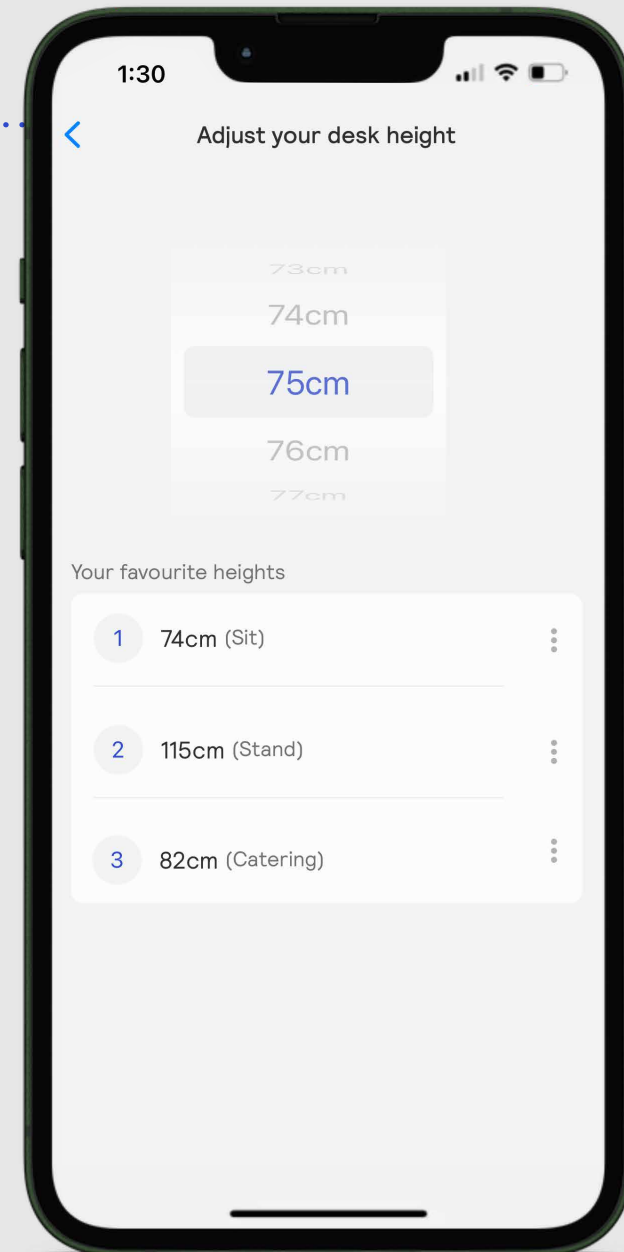 1:30
Adjust your desk height
73cm
74cm
75cm
76cm
77cm
Your favourite heights
1 74cm (Sit)
2 115cm (Stand)
3 82cm (Catering)